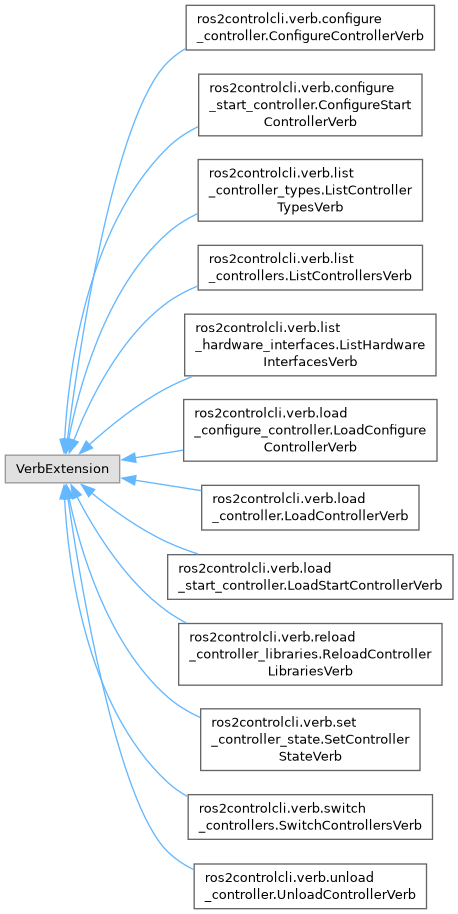 ros2controlcli.verb.configure
_controller.ConfigureControllerVerb
ros2controlcli.verb.configure
_start_controller.ConfigureStart
ControllerVerb
ros2controlcli.verb.list
_controller_types.ListController
TypesVerb
ros2controlcli.verb.list
_controllers.ListControllersVerb
ros2controlcli.verb.list
_hardware_interfaces.ListHardware
InterfacesVerb
ros2controlcli.verb.load
_configure_controller.LoadConfigure
ControllerVerb
VerbExtension
ros2controlcli.verb.load
_controller.LoadControllerVerb
ros2controlcli.verb.load
_start_controller.LoadStartControllerVerb
ros2controlcli.verb.reload
_controller_libraries.ReloadController
LibrariesVerb
ros2controlcli.verb.set
_controller_state.SetController
StateVerb
ros2controlcli.verb.switch
_controllers.SwitchControllersVerb
ros2controlcli.verb.unload
_controller.UnloadControllerVerb